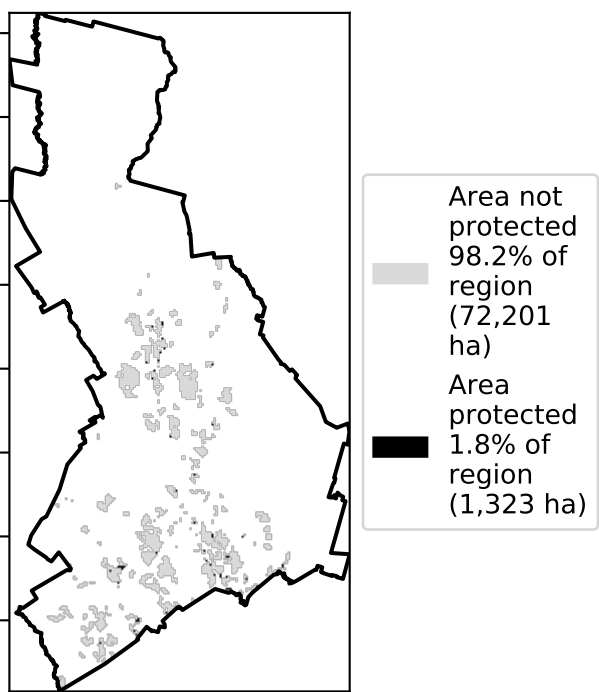 Area not
protected
98.2% of
region
(72,201
ha)
Area
protected
1.8% of
region
(1,323 ha)